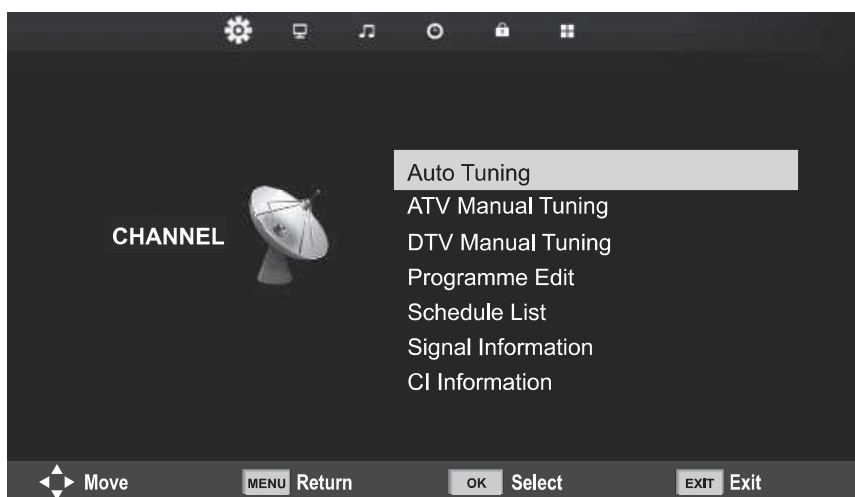 Auto Tuning
ATV Manual Tuning
CHANNEL
DTV Manual Tuning
Programme Edit
Schedule List
Signal Information
CI Information
Move MENU Return OK Select EXIT Exit